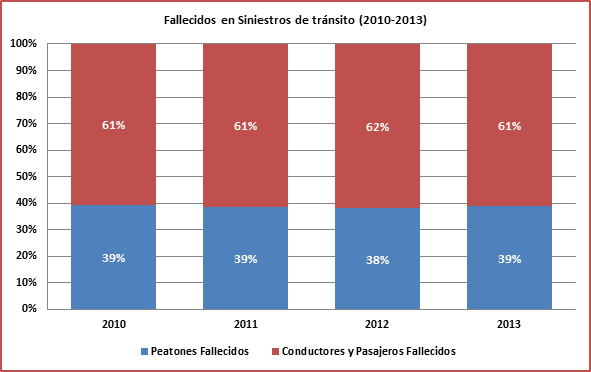 Fallecidos en Siniestros de tránsito (2010-2013)
100%
90%
80%
70%
60%
50%
40%
30%
20%
10%
0%
61% 61% 62% 61%
39% 39% 38% 39%
2010 2011 2012 2013
Peatones Fallecidos Conductores y Pasajeros Fallecidos